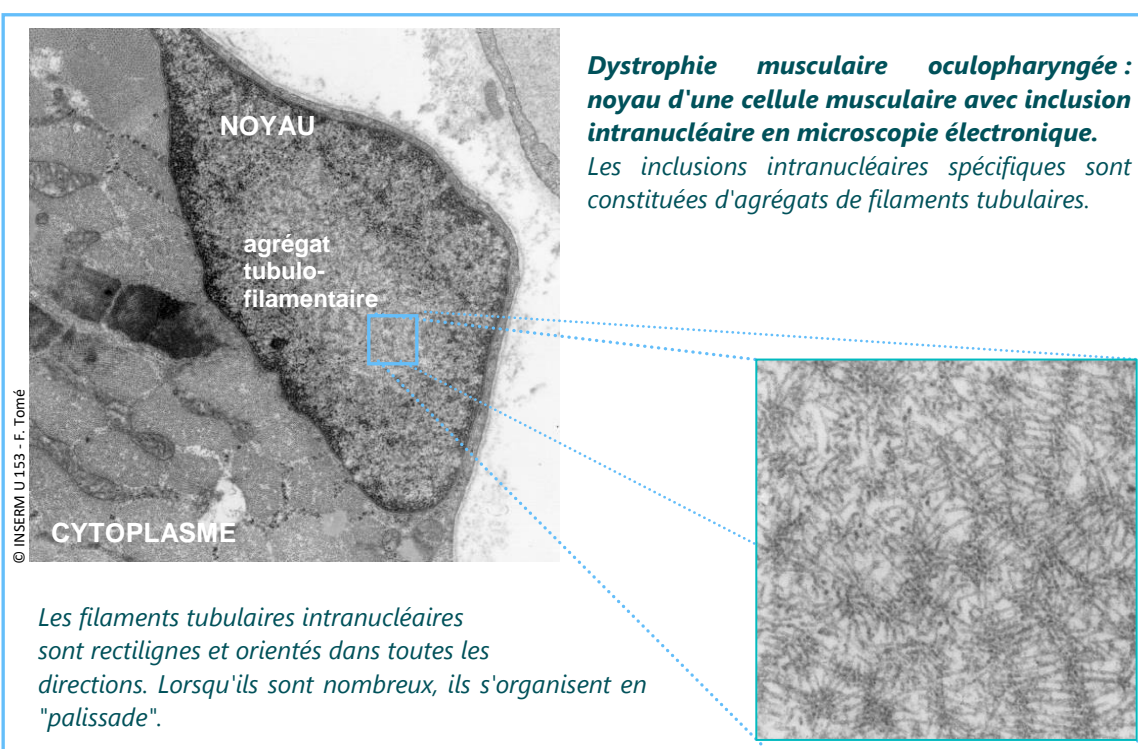 Dystrophie musculaire oculopharyngée :
noyau d'une cellule musculaire avec inclusion
intranucléaire en microscopie électronique.
Les inclusions intranucléaires spécifiques sont
constituées d'agrégats de filaments tubulaires.
NOYAU
agrégat
tubulo-
filamentaire
CYTOPLASME
© INSERM U 153 - F. Tomé
Les filaments tubulaires intranucléaires
sont rectilignes et orientés dans toutes les
directions. Lorsqu'ils sont nombreux, ils s'organisent en
"palissade".